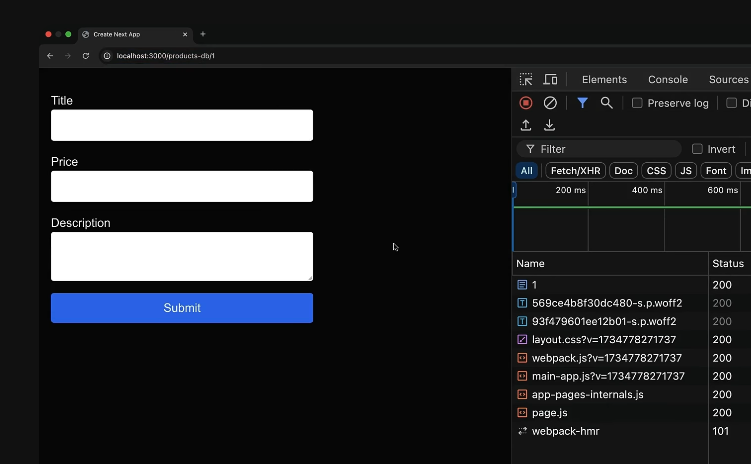 Create Next App
localhost:3000/products-db/1
Elements Console Sources
Preserve log
Filter Invert
All Fetch/XHR Doc CSS JS Font
200 ms 400 ms 600 ms
Name Status
1 200
569ce4b8f30dc480-s.p.woff2 200
93f479601ee12b01-s.p.woff2 200
layout.css?v=1734778271737 200
webpack.js?v=1734778271737 200
main-app.js?v=1734778271737 200
app-pages-internals.js 200
page.js 200
webpack-hmr 101
Title
Price
Description
Submit